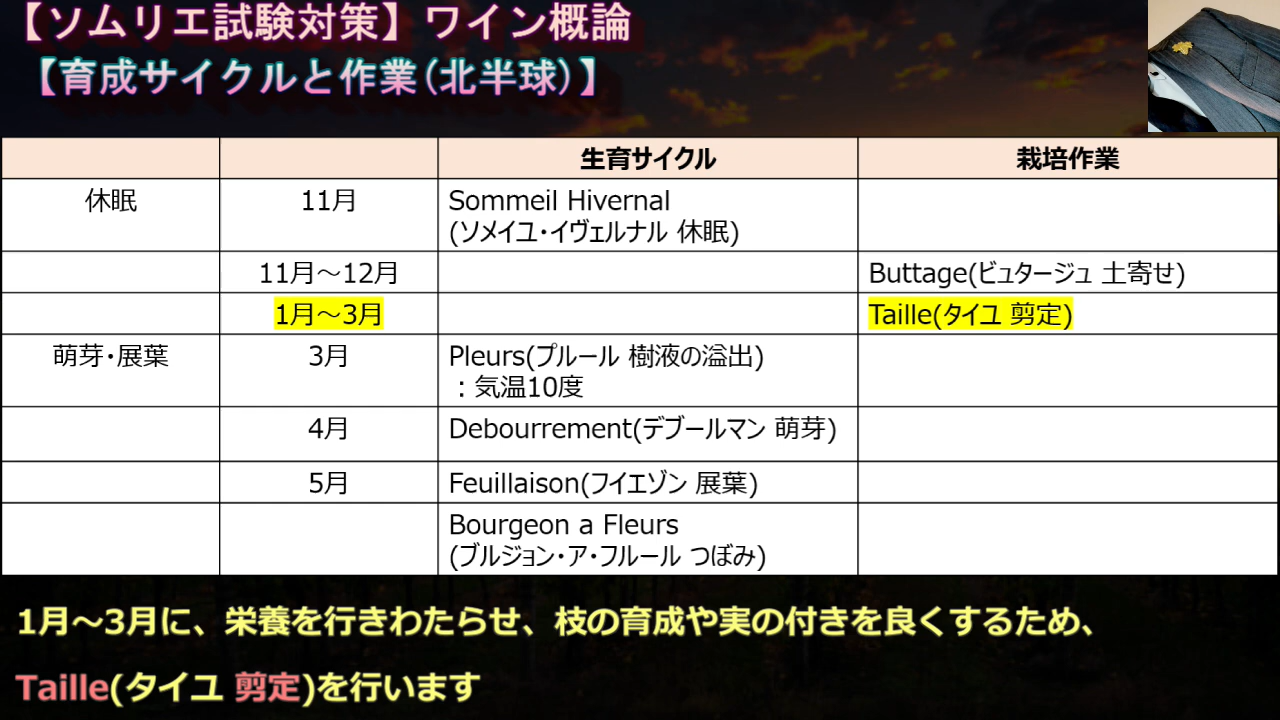 【ソムリエ試験対策】ワイン概論
【育成サイクルと作業(北半球)】
生育サイクル 栽培作業
休眠 11月 Sommeil Hivernal
(ソメイユ・イヴェルナル 休眠)
11月～12月 Buttage(ビュタージュ 土寄せ)
1月～3月 Taille(タイユ 剪定)
萌芽・展葉 3月 Pleurs(プルール 樹液の溢出)
：気温10度
4月 Debourrement(デブールマン 萌芽)
5月 Feuillaison(フイエゾン 展葉)
Bourgeon a Fleurs
(ブルジョン・ア・フルール つぼみ)
1月～3月に、栄養を行きわたらせ、枝の育成や実の付きを良くするため、
Taille(タイユ 剪定)を行います